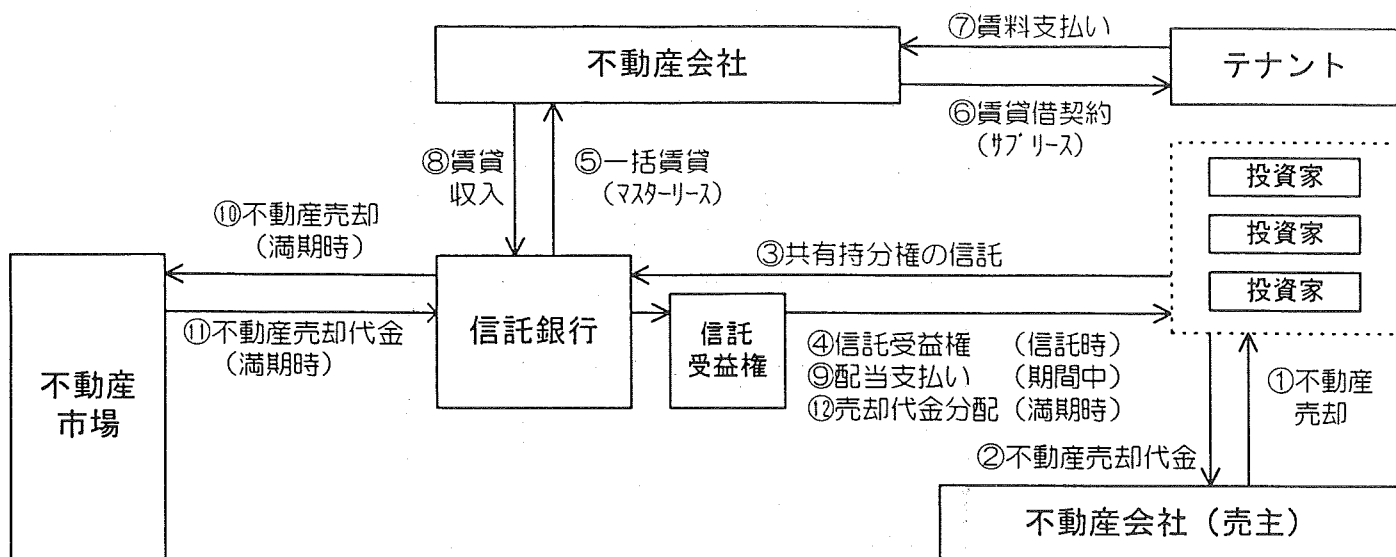 ⑦賃料支払い
不動産会社
テナント
⑥賃貸借契約
(ｻﾌﾞﾘｰｽ)
⑧賃貸
収入
⑤一括賃貸
(ﾏｽﾀｰﾘｰｽ)
投資家
投資家
投資家
⑩不動産売却
(満期時)
③共有持分権の信託
⑪不動産売却代金
(満期時)
信託銀行
信託
受益権
④信託受益権 (信託時)
⑨配当支払い (期間中)
⑫売却代金分配 (満期時)
①不動産
売却
不動産
市場
②不動産売却代金
不動産会社（売主）